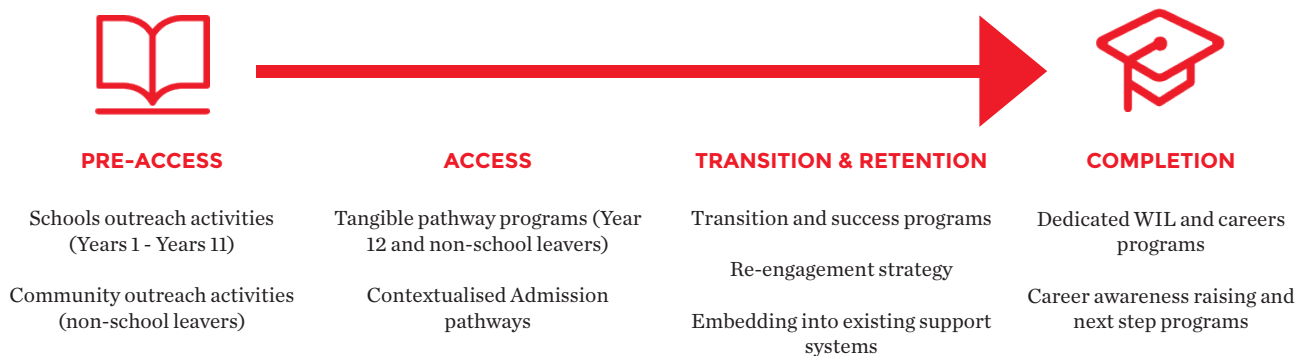 PRE-ACCESS
Schools outreach activities
(Years 1 - Years 11)
Community outreach activities
(non-school leavers)
ACCESS
Tangible pathway programs (Year
12 and non-school leavers)
Contextualised Admission
pathways
TRANSITION & RETENTION
Transition and success programs
Re-engagement strategy
Embedding into existing support
systems
COMPLETION
Dedicated WIL and careers
programs
Career awareness raising and
next step programs